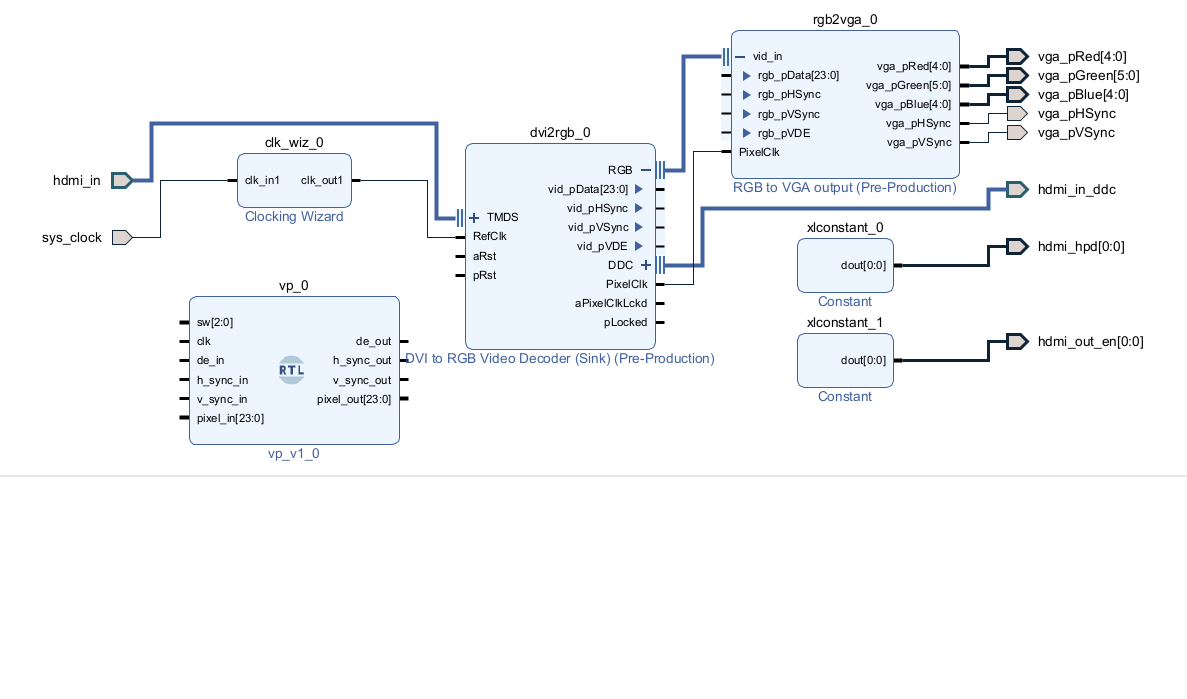 rgb2vga_0
vid_in
rgb_pData[23:0]
rgb_pHSync
rgb_pVSync
rgb_pVDE
PixelClk
vga_pRed[4:0]
vga_pGreen[5:0]
vga_pBlue[4:0]
vga_pHSync
vga_pVSync
RGB to VGA output (Pre-Production)
vga_pRed[4:0]
vga_pGreen[5:0]
vga_pBlue[4:0]
vga_pHSync
vga_pVSync
hdmi_in
sys_clock
clk_wiz_0
clk_in1
clk_out1
Clocking Wizard
dvi2rgb_0
TMDS
RefClk
aRst
pRst
RGB
vid_pData[23:0]
vid_pHSync
vid_pVSync
vid_pVDE
DDC
PixelClk
aPixelClkLckd
pLocked
DVI to RGB Video Decoder (Sink) (Pre-Production)
hdmi_in_ddc
xlconstant_0
dout[0:0]
Constant
hdmi_hpd[0:0]
xlconstant_1
dout[0:0]
Constant
hdmi_out_en[0:0]
vp_0
sw[2:0]
clk
de_in
h_sync_in
v_sync_in
pixel_in[23:0]
RTL
de_out
h_sync_out
v_sync_out
pixel_out[23:0]
vp_v1_0